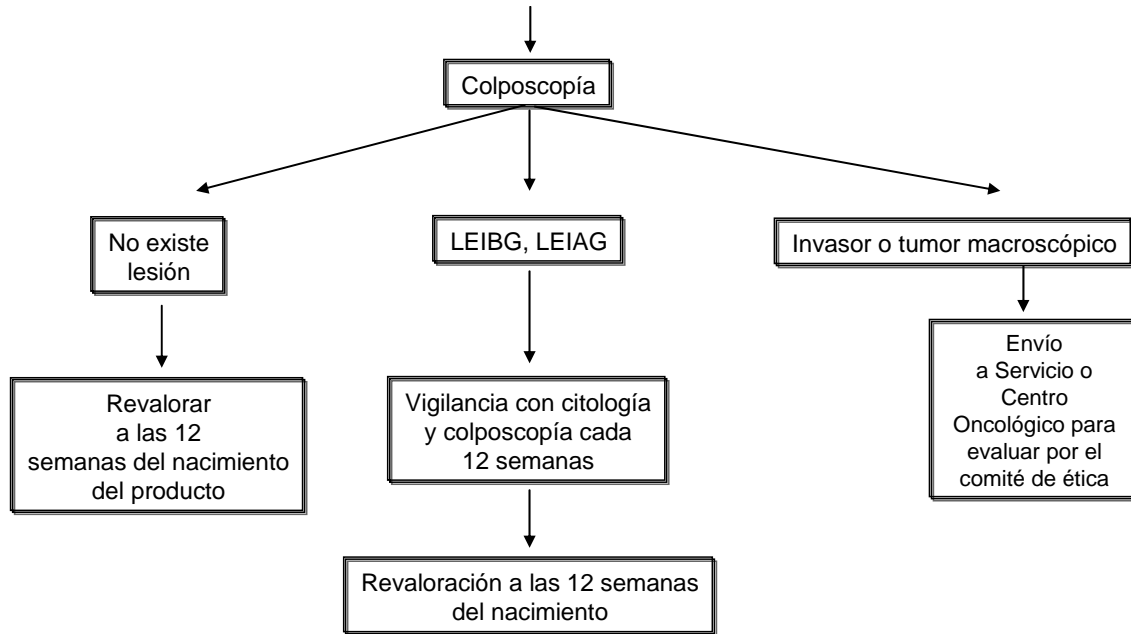 Colposcopía
No existe
lesión
Revalorar
a las 12
semanas del nacimiento
del producto
LEIBG, LEIAG
Vigilancia con citología
y colposcopía cada
12 semanas
Revaloración a las 12 semanas
del nacimiento
Invasor o tumor macroscópico
Envío
a Servicio o
Centro
Oncológico para
evaluar por el
comité de ética